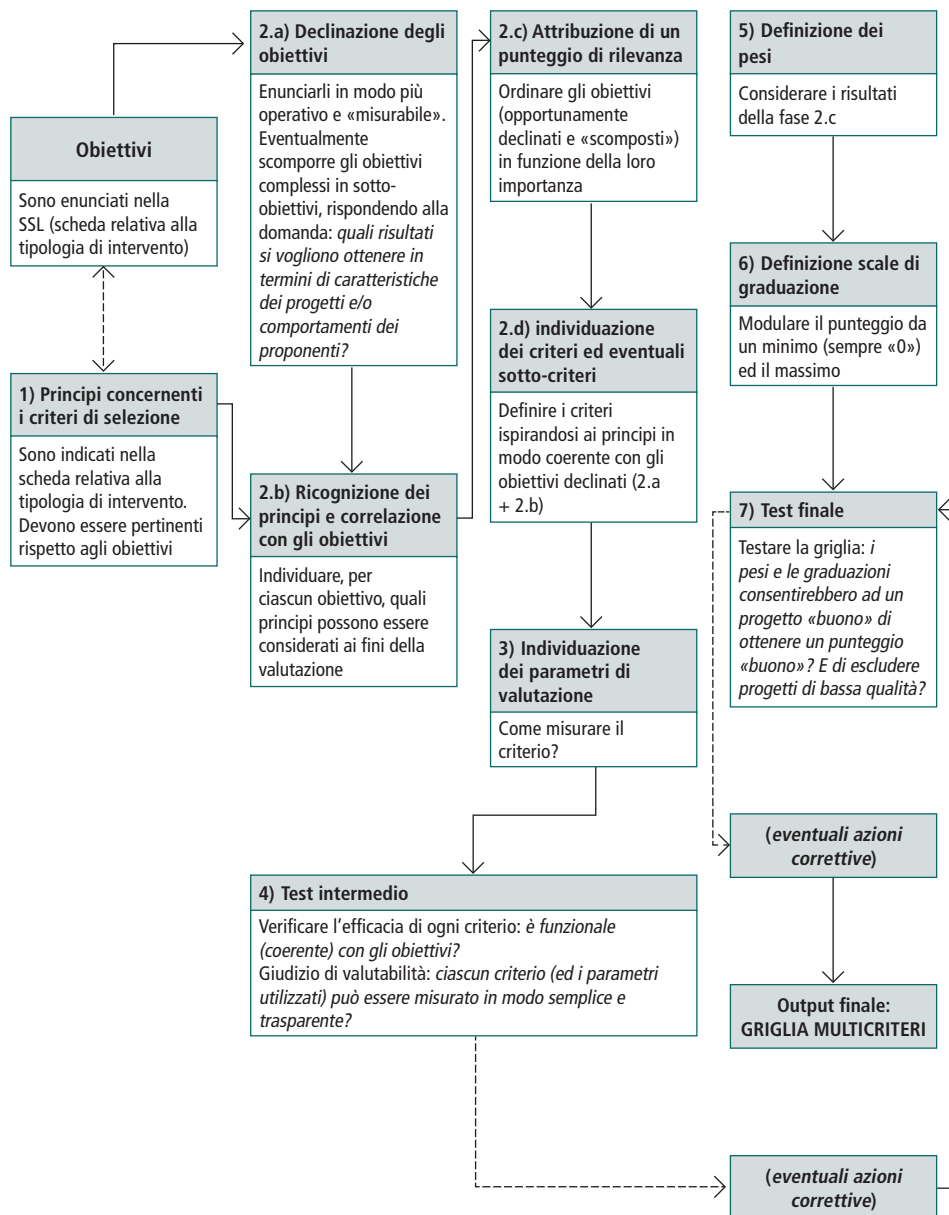 Obiettivi
Sono enunciati nella
SSL (scheda relativa alla
tipologia di intervento)
1) Principi concernenti
i criteri di selezione
Sono indicati nella
scheda relativa alla
tipologia di intervento.
Devono essere pertinenti
rispetto agli obiettivi
2.a) Declinazione degli
obiettivi
Enunciarli in modo più
operativo e «misurabile».
Eventualmente
scomporre gli obiettivi
complessi in sotto-
obiettivi, rispondendo alla
domanda: quali risultati
si vogliono ottenere in
termini di caratteristiche
dei progetti e/o
comportamenti dei
proponenti?
2.b) Ricognizione dei
principi e correlazione
con gli obiettivi
Individuare, per
ciascun obiettivo, quali
principi possono essere
considerati ai fini della
valutazione
2.c) Attribuzione di un
punteggio di rilevanza
Ordinare gli obiettivi
(opportunamente
declinati e «scomposti»)
in funzione della loro
importanza
2.d) individuazione
dei criteri ed eventuali
sotto-criteri
Definire i criteri
ispirandosi ai principi in
modo coerente con gli
obiettivi declinati (2.a
+ 2.b)
3) Individuazione
dei parametri di
valutazione
Come misurare il
criterio?
4) Test intermedio
Verificare l'efficacia di ogni criterio: è funzionale
(coerente) con gli obiettivi?
Giudizio di valutabilità: ciascun criterio (ed i parametri
utilizzati) può essere misurato in modo semplice e
trasparente?
5) Definizione dei
pesi
Considerare i risultati
della fase 2.c
6) Definizione scale di
graduazione
Modulare il punteggio da
un minimo (sempre «0»)
ed il massimo
7) Test finale
Testare la griglia: i
pesi e le graduazioni
consentirebbero ad un
progetto «buono» di
ottenere un punteggio
«buono»? E di escludere
progetti di bassa qualità?
(eventuali azioni
correttive)
Output finale:
GRIGLIA MULTICRITERI
(eventuali azioni
correttive)